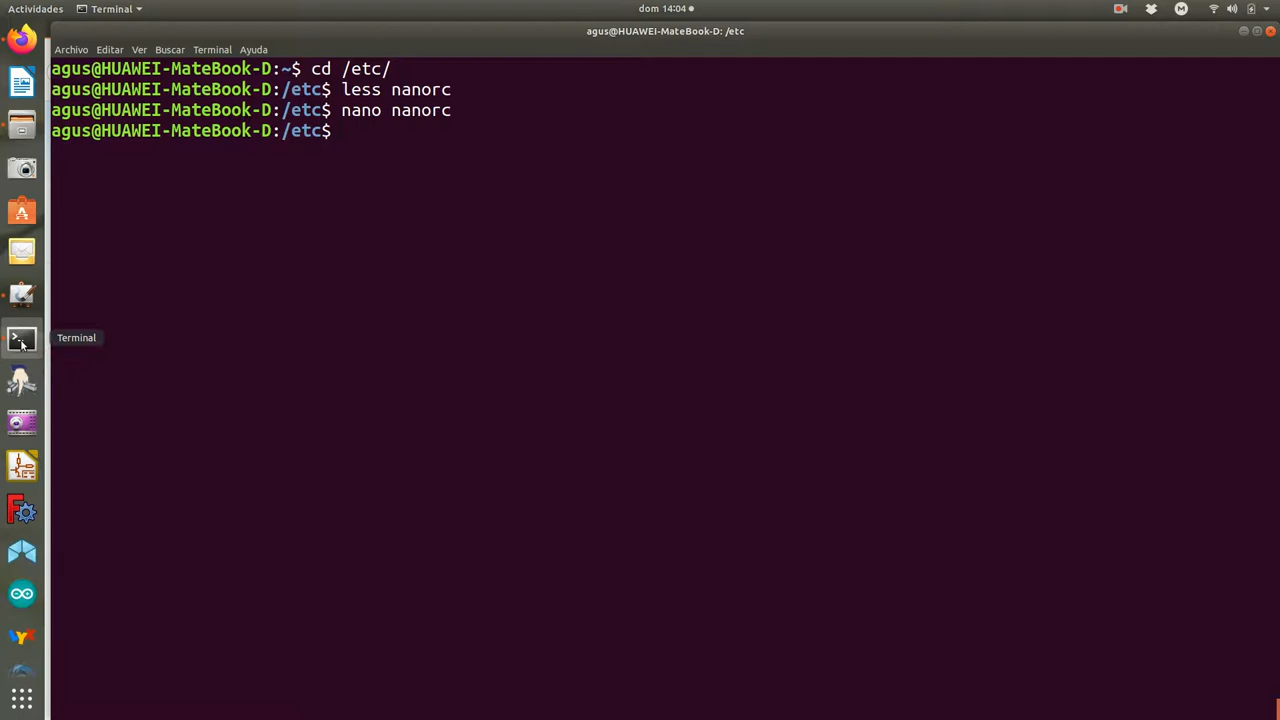 Actividades Terminal dom 14:04
agus@HUAWEI-MateBook-D: /etc
Archivo Editar Ver Buscar Terminal Ayuda
agus@HUAWEI-MateBook-D:~$ cd /etc/
agus@HUAWEI-MateBook-D:/etc$ less nanorc
agus@HUAWEI-MateBook-D:/etc$ nano nanorc
agus@HUAWEI-MateBook-D:/etc$
Terminal